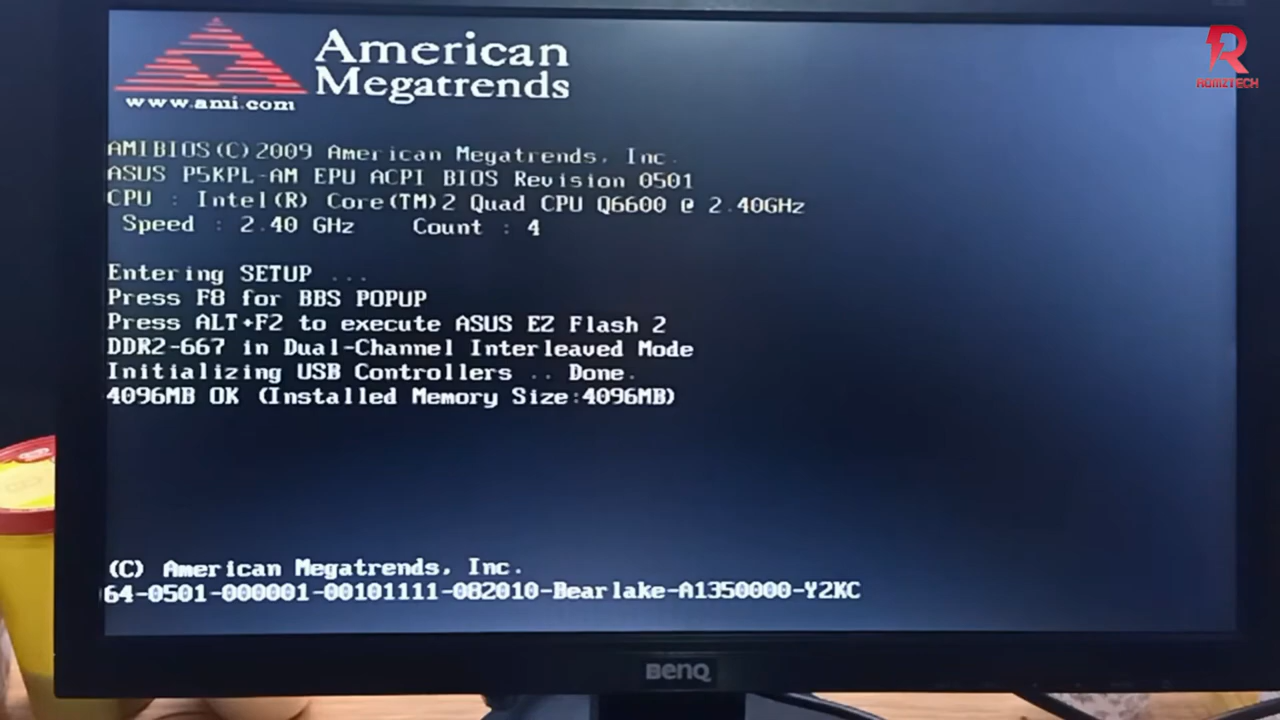 American
Megatrends
www.ami.com
R
ROMZTECH
AMIBIOS(C)2009 American Megatrends, Inc.
ASUS P5KPL-AM EPU ACPI BIOS Revision 0501
CPU : Intel(R) Core(TM)2 Quad CPU Q6600 @ 2.40GHz
Speed : 2.40 GHz Count : 4
Entering SETUP ...
Press F8 for BBS POPUP
Press ALT+F2 to execute ASUS EZ Flash 2
DDR2-667 in Dual-Channel Interleaved Mode
Initializing USB Controllers .. Done.
4096MB OK (Installed Memory Size:4096MB)
(C) American Megatrends, Inc.
64-0501-000001-00101111-082010-Bearlake-A1350000-Y2KC
BenQ